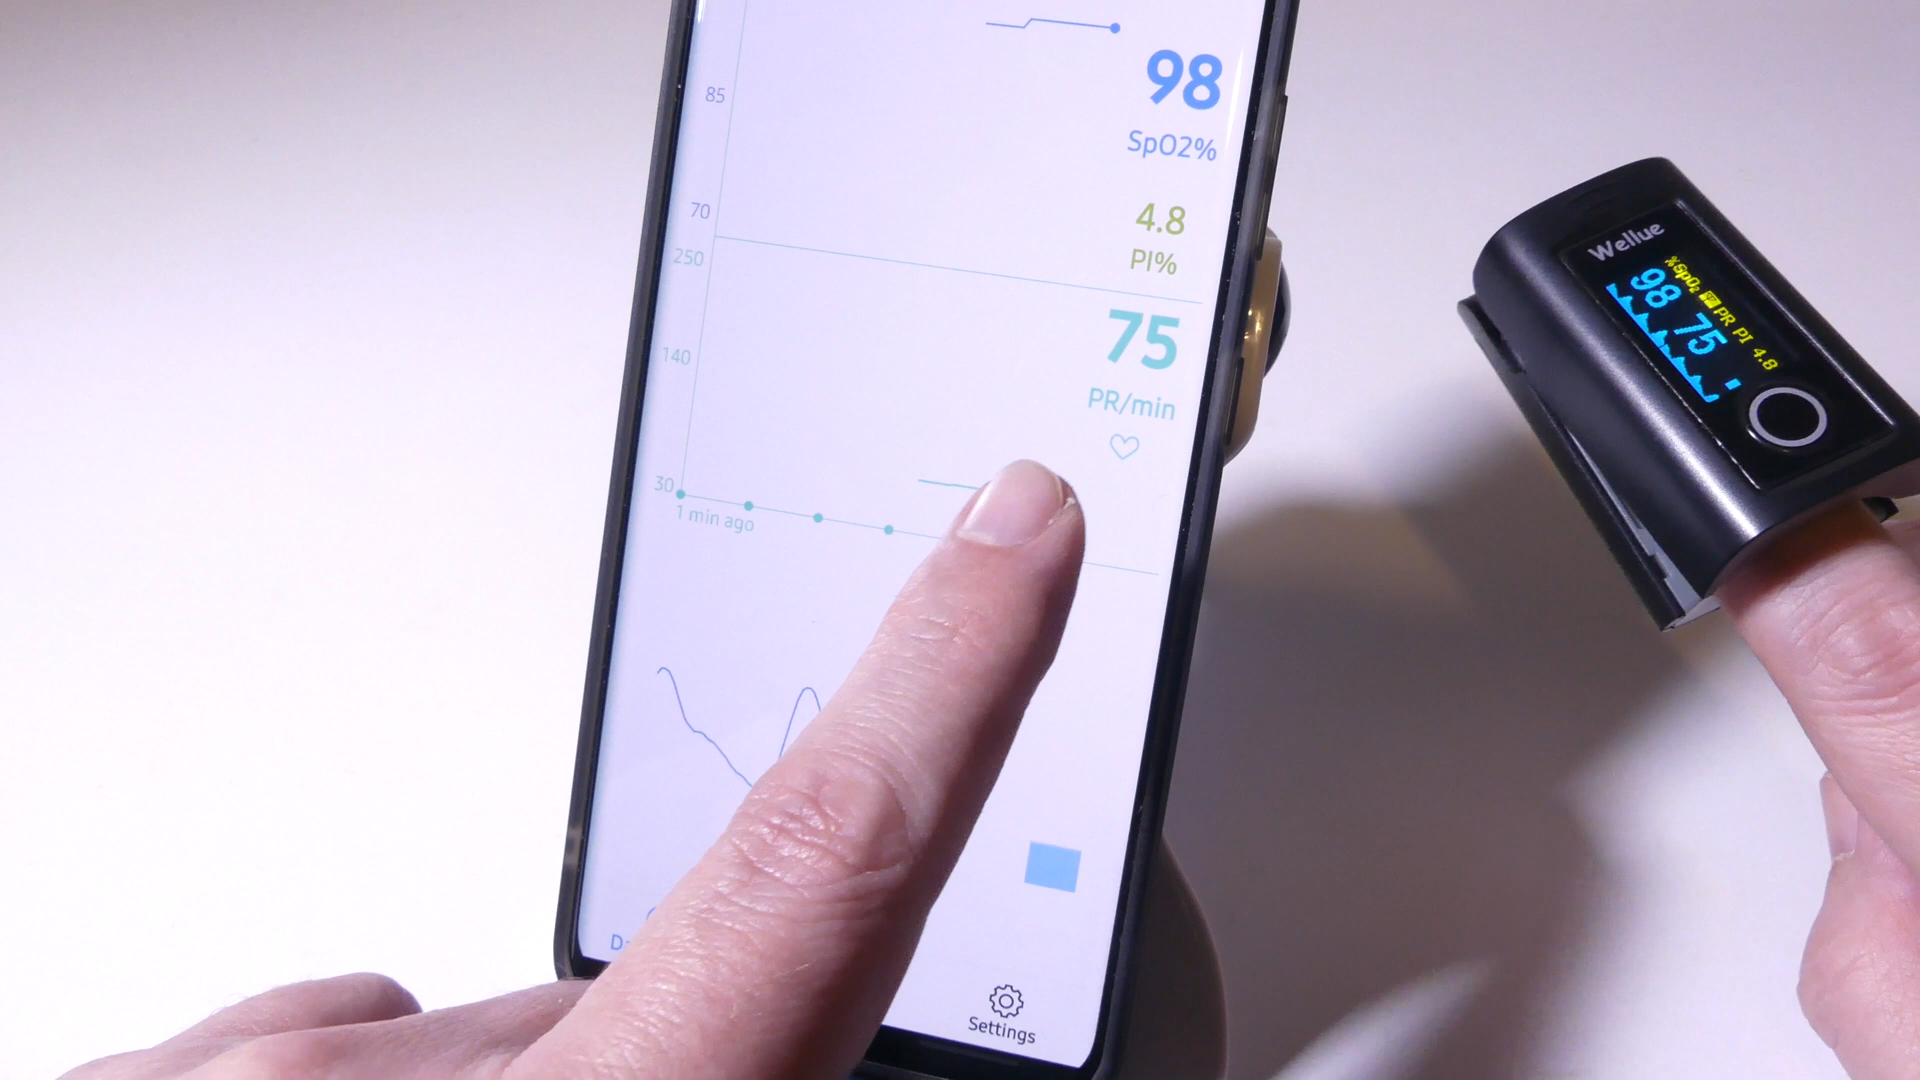 85
98
SpO2%
70
4.8
PI%
250
75
140
PR/min
30
1 min ago
Settings
Wellue
%SpO₂ PR PI 4.8
98 75